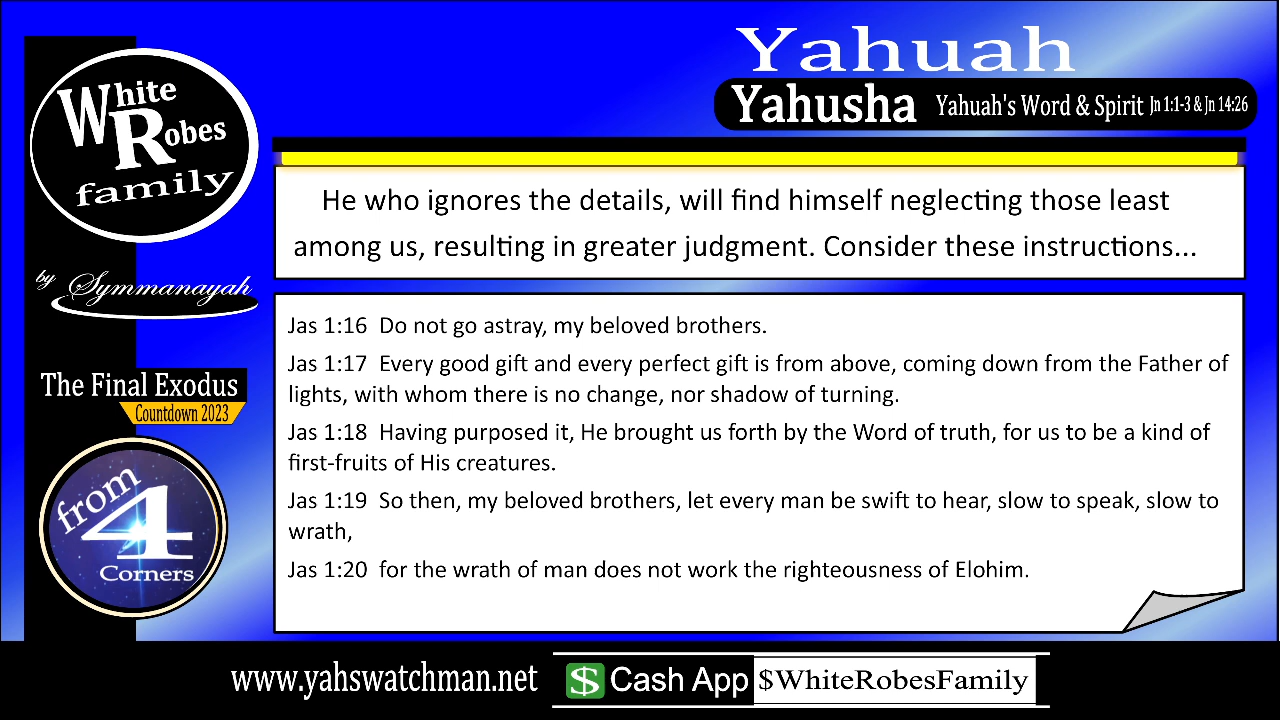 White
Robes
family
by Symmanayah
The Final Exodus
Countdown 2023
from
4
Corners
Yahuah
Yahusha Yahuah's Word & Spirit Jn 1:1-3 & Jn 14:26
He who ignores the details, will find himself neglecting those least
among us, resulting in greater judgment. Consider these instructions...
Jas 1:16 Do not go astray, my beloved brothers.
Jas 1:17 Every good gift and every perfect gift is from above, coming down from the Father of
lights, with whom there is no change, nor shadow of turning.
Jas 1:18 Having purposed it, He brought us forth by the Word of truth, for us to be a kind of
first-fruits of His creatures.
Jas 1:19 So then, my beloved brothers, let every man be swift to hear, slow to speak, slow to
wrath,
Jas 1:20 for the wrath of man does not work the righteousness of Elohim.
www.yahswatchman.net $ Cash App $WhiteRobesFamily